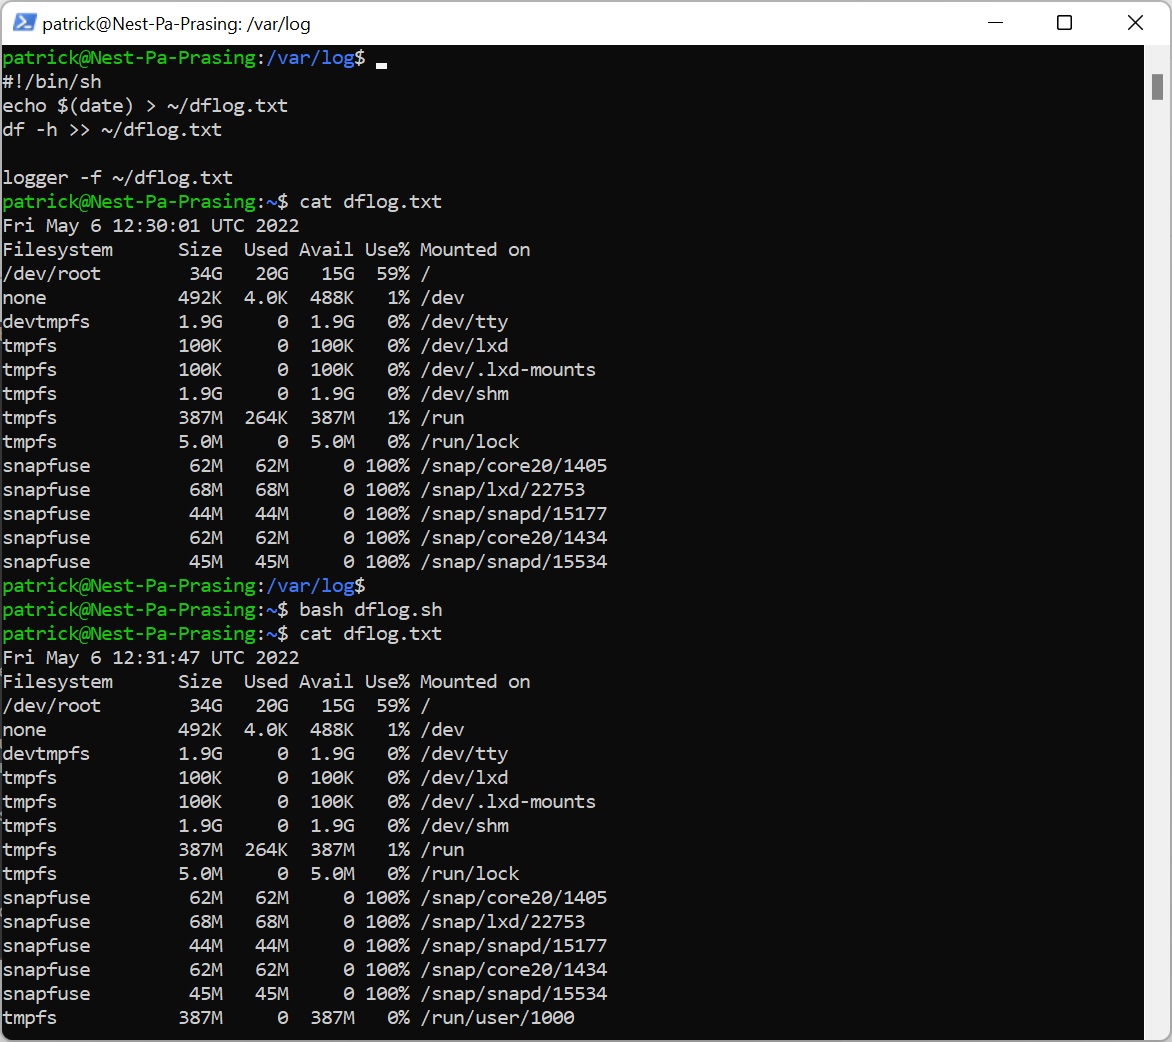 patrick@Nest-Pa-Prasing: /var/log
patrick@Nest-Pa-Prasing:/var/log$
#!/bin/sh
echo $(date) > ~/dflog.txt
df -h >> ~/dflog.txt

logger -f ~/dflog.txt
patrick@Nest-Pa-Prasing:~$ cat dflog.txt
Fri May 6 12:30:01 UTC 2022
Filesystem      Size  Used Avail Use% Mounted on
/dev/root        34G   20G   15G  59% /
none            492K  4.0K  488K   1% /dev
devtmpfs        1.9G     0  1.9G   0% /dev/tty
tmpfs           100K     0  100K   0% /dev/lxd
tmpfs           100K     0  100K   0% /dev/.lxd-mounts
tmpfs           1.9G     0  1.9G   0% /dev/shm
tmpfs           387M  264K  387M   1% /run
tmpfs           5.0M     0  5.0M   0% /run/lock
snapfuse         62M   62M     0 100% /snap/core20/1405
snapfuse         68M   68M     0 100% /snap/lxd/22753
snapfuse         44M   44M     0 100% /snap/snapd/15177
snapfuse         62M   62M     0 100% /snap/core20/1434
snapfuse         45M   45M     0 100% /snap/snapd/15534
patrick@Nest-Pa-Prasing:/var/log$
patrick@Nest-Pa-Prasing:~$ bash dflog.sh
patrick@Nest-Pa-Prasing:~$ cat dflog.txt
Fri May 6 12:31:47 UTC 2022
Filesystem      Size  Used Avail Use% Mounted on
/dev/root        34G   20G   15G  59% /
none            492K  4.0K  488K   1% /dev
devtmpfs        1.9G     0  1.9G   0% /dev/tty
tmpfs           100K     0  100K   0% /dev/lxd
tmpfs           100K     0  100K   0% /dev/.lxd-mounts
tmpfs           1.9G     0  1.9G   0% /dev/shm
tmpfs           387M  264K  387M   1% /run
tmpfs           5.0M     0  5.0M   0% /run/lock
snapfuse         62M   62M     0 100% /snap/core20/1405
snapfuse         68M   68M     0 100% /snap/lxd/22753
snapfuse         44M   44M     0 100% /snap/snapd/15177
snapfuse         62M   62M     0 100% /snap/core20/1434
snapfuse         45M   45M     0 100% /snap/snapd/15534
tmpfs           387M     0  387M   0% /run/user/1000